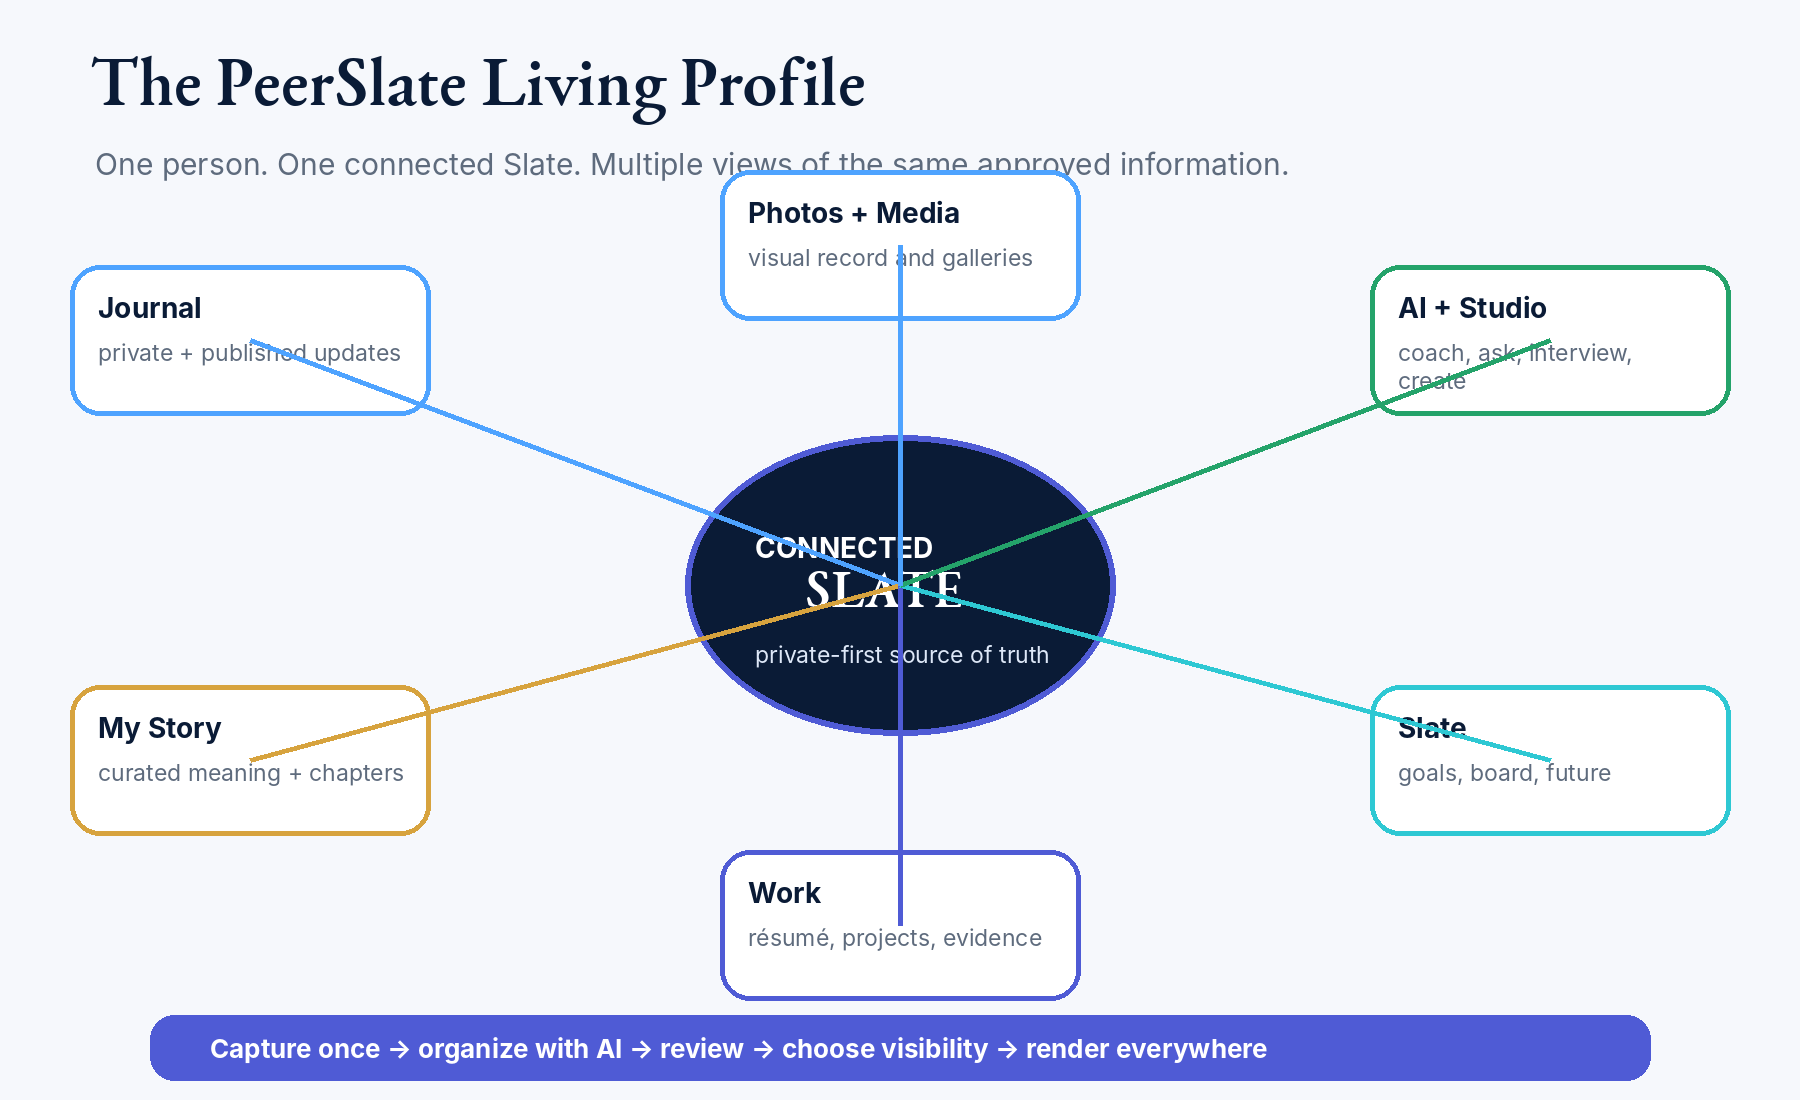 The PeerSlate Living Profile
One person. One connected Slate. Multiple views of the same approved information.
Photos + Media
visual record and galleries
Journal
private + published updates
AI + Studio
coach, ask, interview,
create
CONNECTED
SLATE
private-first source of truth
My Story
curated meaning + chapters
Slate
goals, board, future
Work
résumé, projects, evidence
Capture once → organize with AI → review → choose visibility → render everywhere